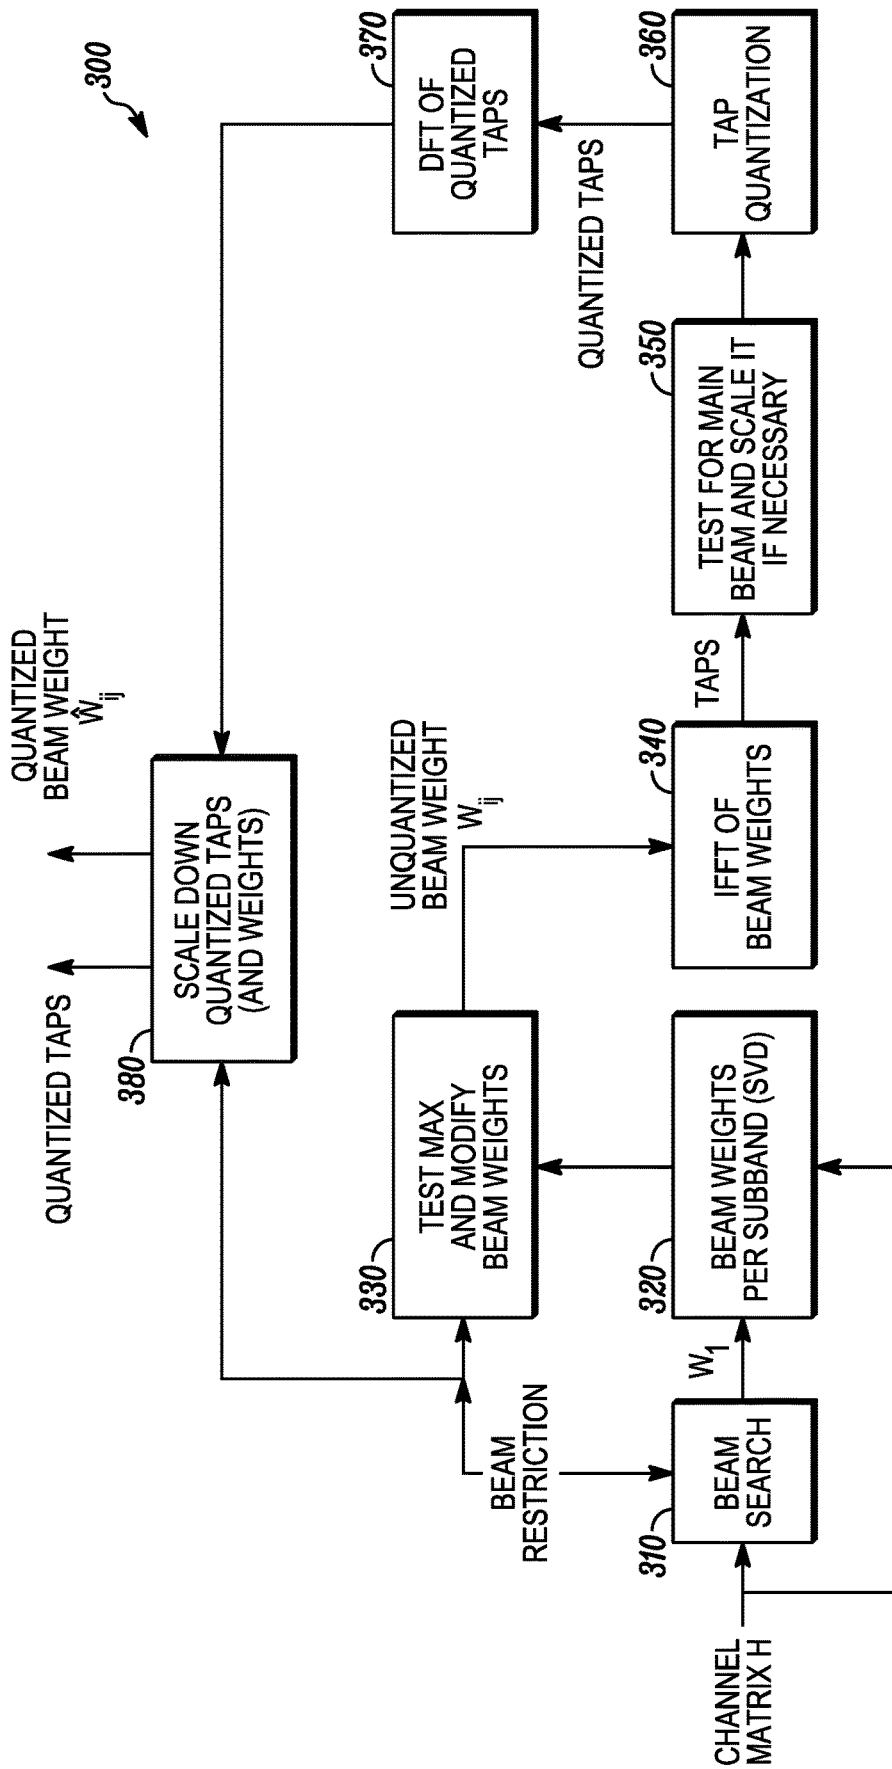 300
QUANTIZED TAPS
QUANTIZED
BEAM WEIGHT
Ŵij
380
SCALE DOWN
QUANTIZED TAPS
(AND WEIGHTS)
BEAM
RESTRICTION
330
TEST MAX
AND MODIFY
BEAM WEIGHTS
UNQUANTIZED
BEAM WEIGHT
Wij
370
DFT OF
QUANTIZED
TAPS
QUANTIZED TAPS
CHANNEL
MATRIX H
310
BEAM
SEARCH
W1
320
BEAM WEIGHTS
PER SUBBAND (SVD)
340
IFFT OF
BEAM WEIGHTS
TAPS
350
TEST FOR MAIN
BEAM AND SCALE IT
IF NECESSARY
360
TAP
QUANTIZATION